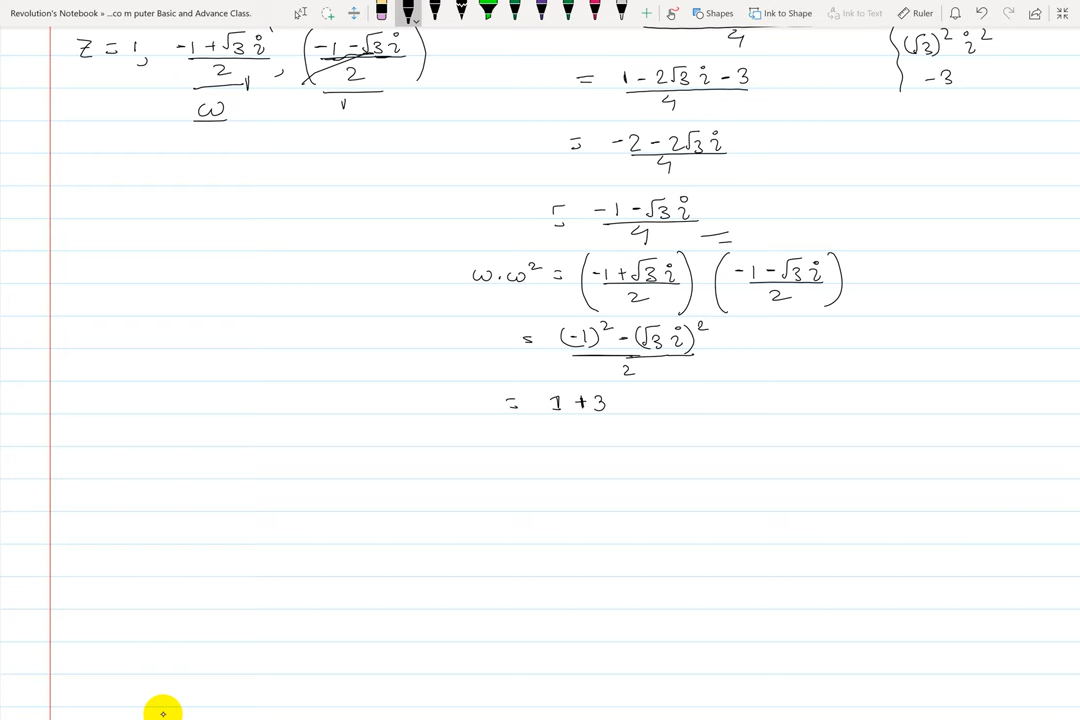 Revolution's Notebook » ...co m puter Basic and Advance Class.
Shapes
Ink to Shape
Ink to Text
Ruler
z = 1, (-1+√3 i)/2, ((-1-√3 i)/2)
ω
4
= (1 - 2√3 i - 3)/4
= (-2 - 2√3 i)/4
= (-1 - √3 i)/4
ω.ω² = ((-1+√3 i)/2) ((-1-√3 i)/2)
= ((-1)² - (√3 i)²)/2
= 1 + 3
(√3)² i²
-3